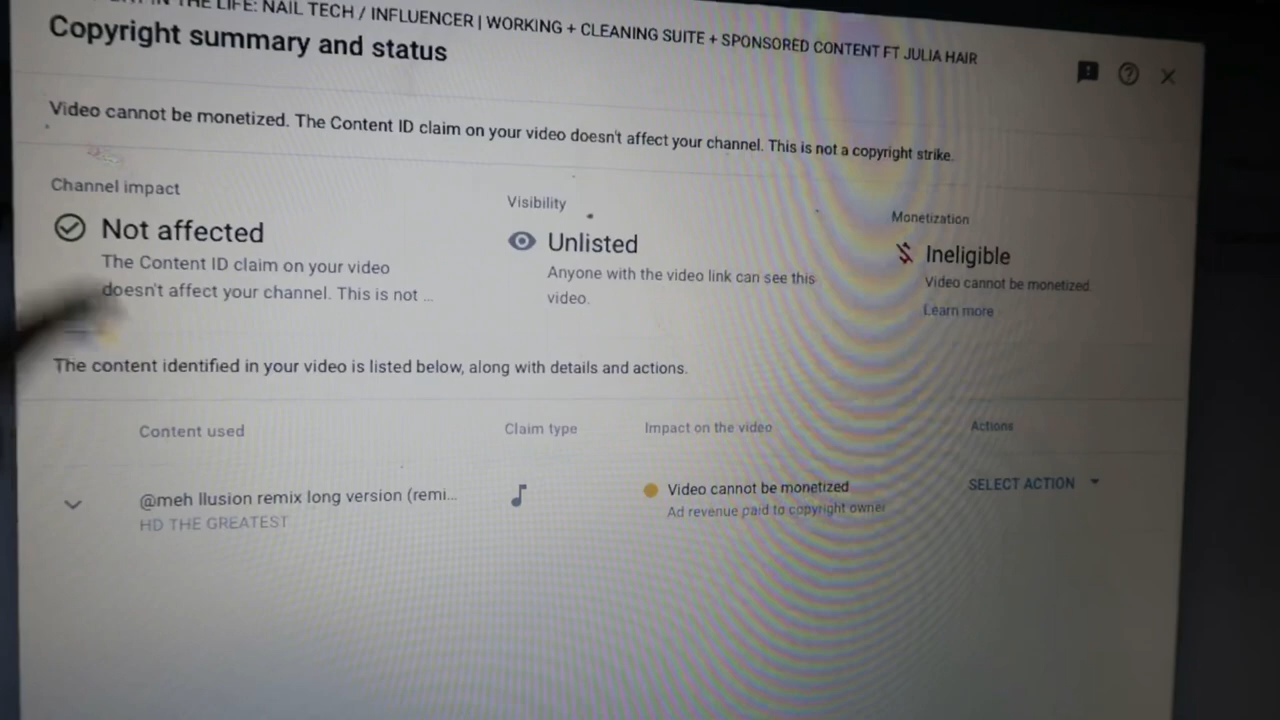 THE LIFE: NAIL TECH / INFLUENCER | WORKING + CLEANING SUITE + SPONSORED CONTENT FT JULIA HAIR
Copyright summary and status
Video cannot be monetized. The Content ID claim on your video doesn't affect your channel. This is not a copyright strike.
Channel impact
Not affected
The Content ID claim on your video
doesn't affect your channel. This is not ...
Visibility
Unlisted
Anyone with the video link can see this
video.
Monetization
Ineligible
Video cannot be monetized.
Learn more
The content identified in your video is listed below, along with details and actions.
Content used
Claim type
Impact on the video
Actions
@meh Ilusion remix long version (remi...
HD THE GREATEST
Video cannot be monetized
Ad revenue paid to copyright owner
SELECT ACTION